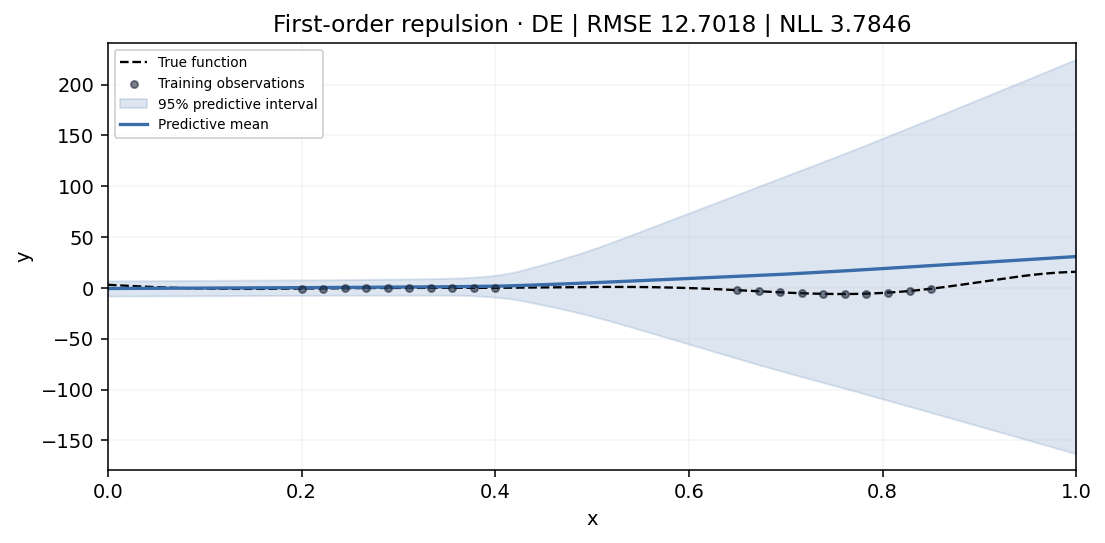 First-order repulsion · DE | RMSE 12.7018 | NLL 3.7846
True function
Training observations
95% predictive interval
Predictive mean
y
200
150
100
50
0
−50
−100
−150
0.0 0.2 0.4 0.6 0.8 1.0
x